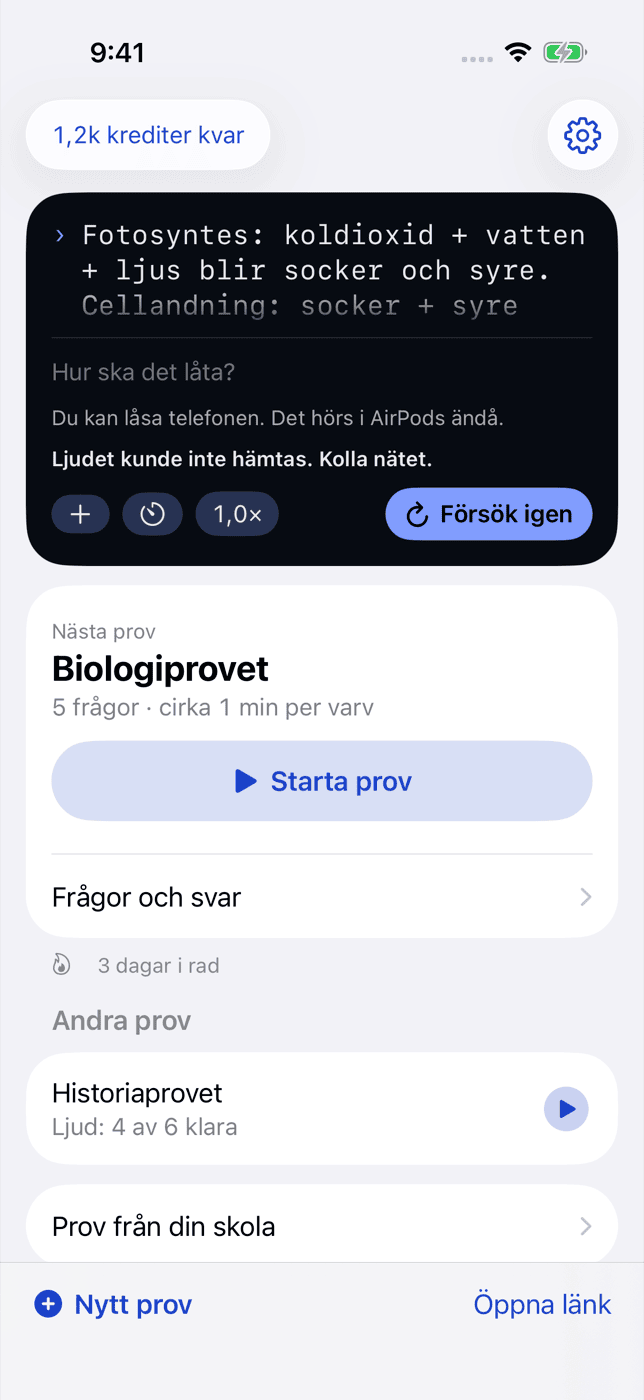 9:41
1,2k krediter kvar
› Fotosyntes: koldioxid + vatten
+ ljus blir socker och syre.
Cellandning: socker + syre
Hur ska det låta?
Du kan låsa telefonen. Det hörs i AirPods ändå.
Ljudet kunde inte hämtas. Kolla nätet.
1,0×
Försök igen
Nästa prov
Biologiprovet
5 frågor · cirka 1 min per varv
Starta prov
Frågor och svar
3 dagar i rad
Andra prov
Historiaprovet
Ljud: 4 av 6 klara
Prov från din skola
Nytt prov
Öppna länk